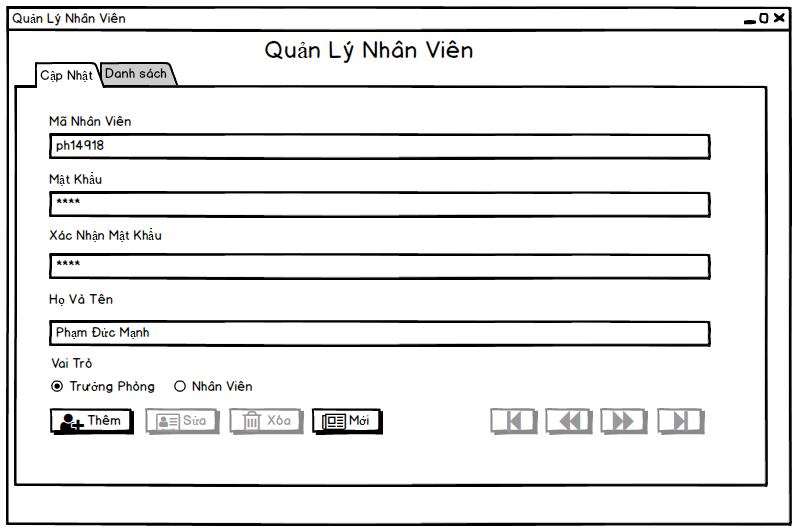 Quản Lý Nhân Viên
Quản Lý Nhân Viên
Cập Nhật Danh sách
Mã Nhân Viên
ph14918
Mật Khẩu
****
Xác Nhận Mật Khẩu
****
Họ Và Tên
Phạm Đức Mạnh
Vai Trò
Trưởng Phòng Nhân Viên
Thêm Sửa Xóa Mới